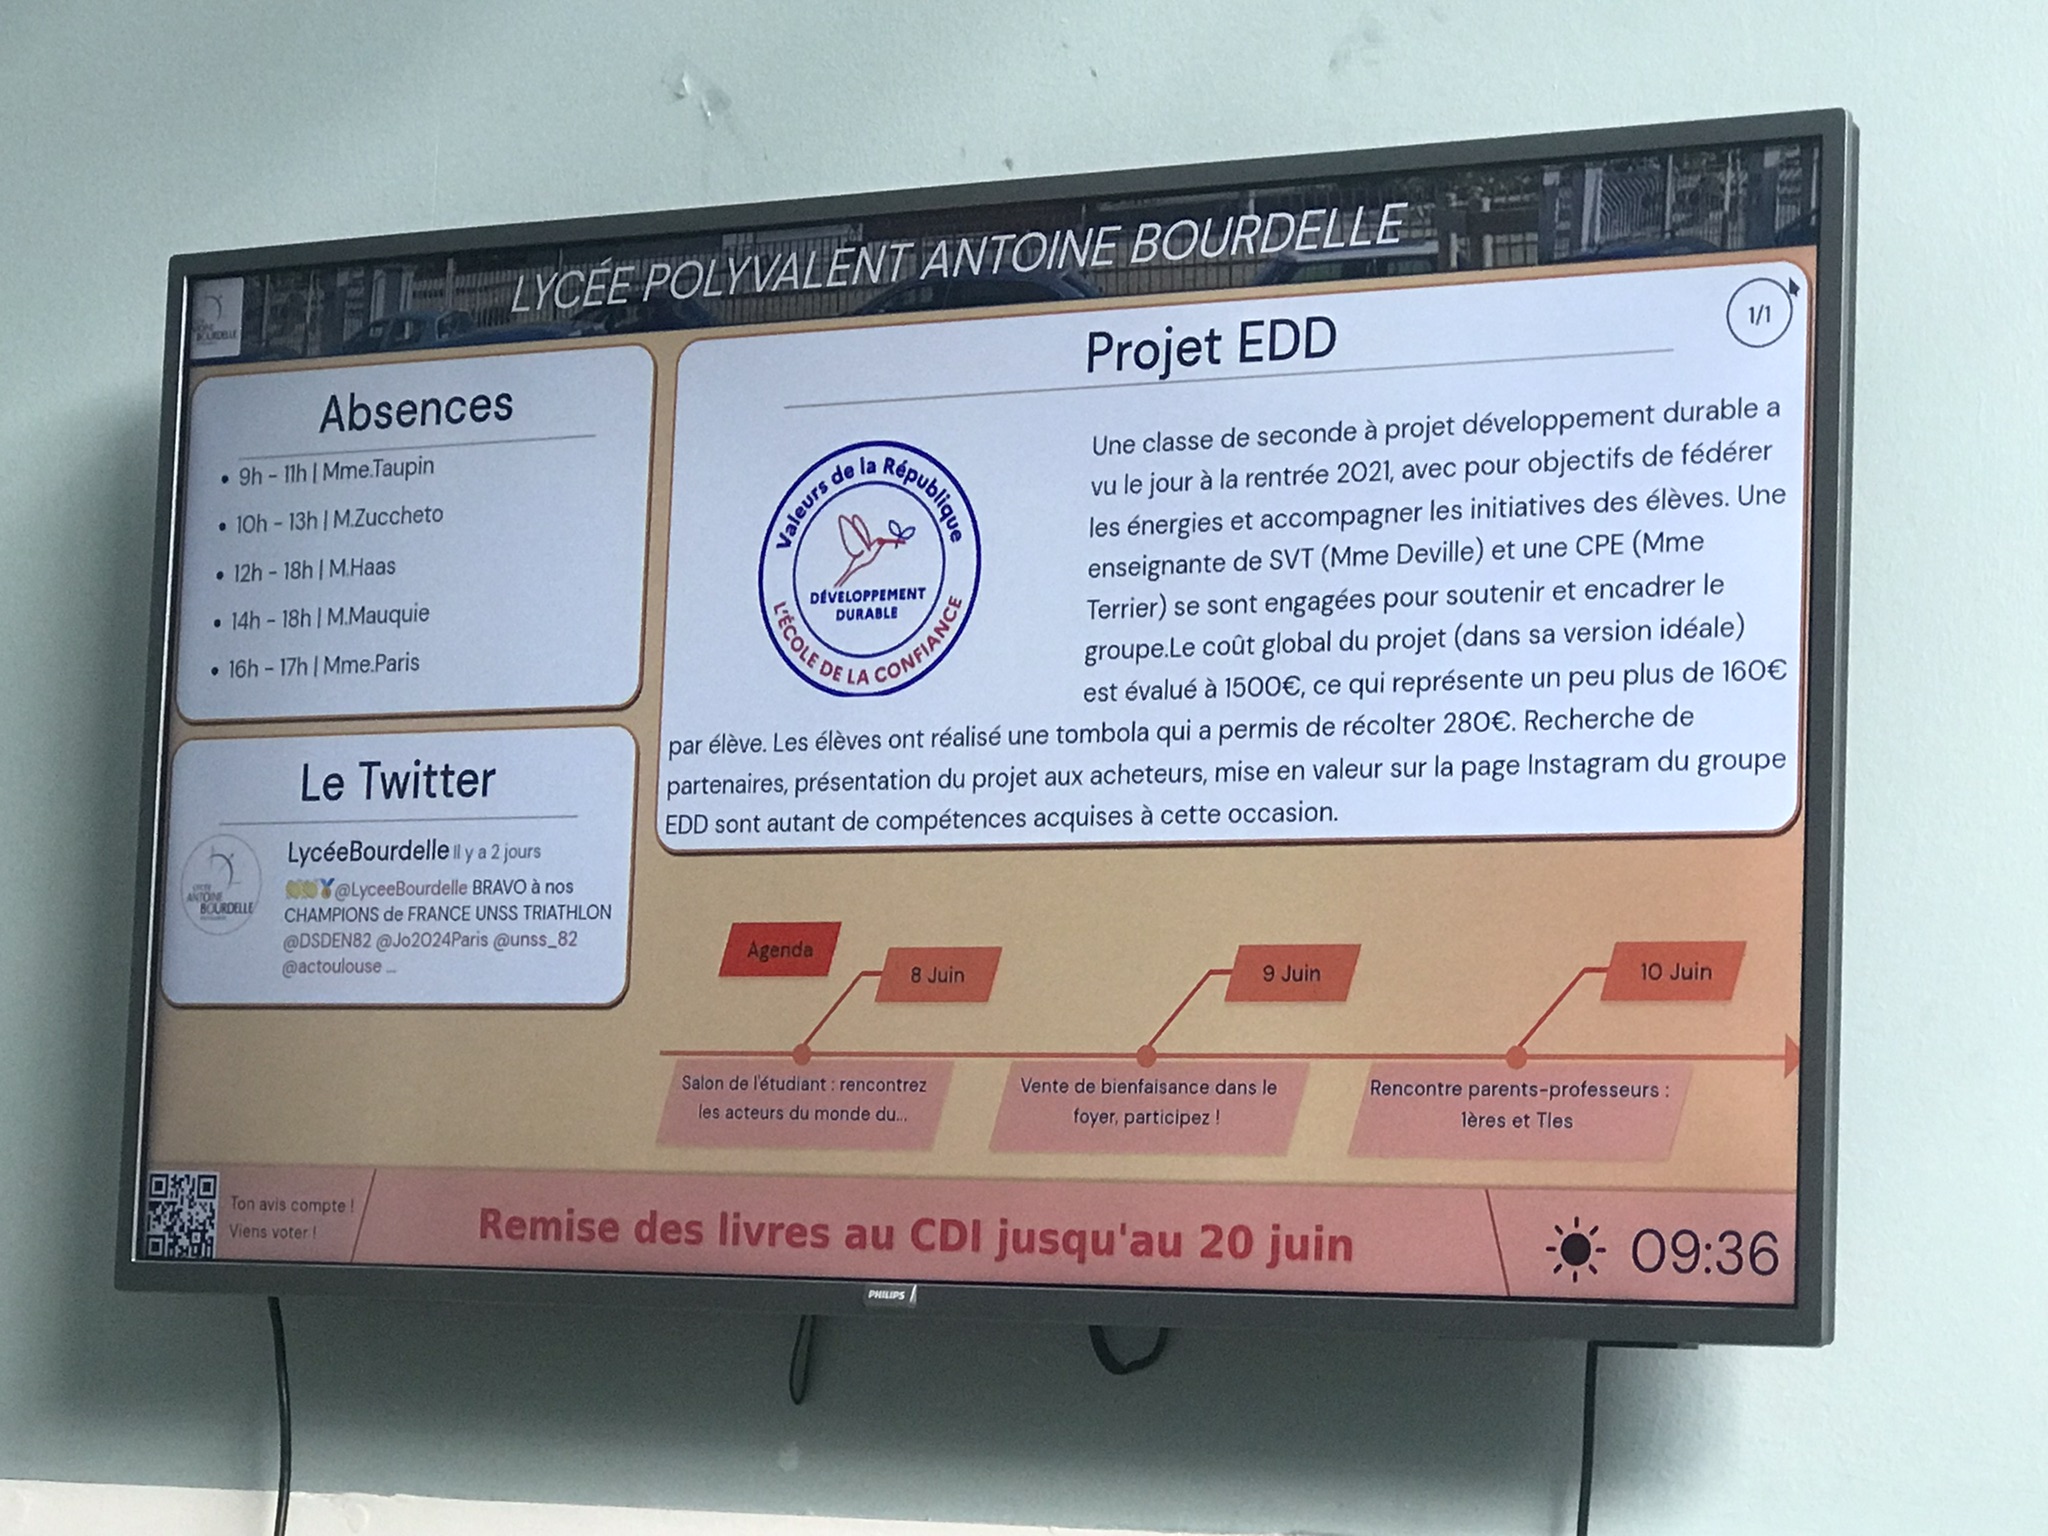 LYCÉE POLYVALENT ANTOINE BOURDELLE
Absences
• 9h - 11h | Mme.Taupin
• 10h - 13h | M.Zuccheto
• 12h - 18h | M.Haas
• 14h - 18h | M.Mauquie
• 16h - 17h | Mme.Paris
Le Twitter
LYCÉE
ANTOINE
BOURDELLE
LycéeBourdelle Il y a 2 jours
@LyceeBourdelle BRAVO à nos
CHAMPIONS de FRANCE UNSS TRIATHLON
@DSDEN82 @Jo2024Paris @unss_82
@actoulouse ...
Projet EDD
1/1
Valeurs de la République
DÉVELOPPEMENT
DURABLE
L'ÉCOLE DE LA CONFIANCE
Une classe de seconde à projet développement durable a
vu le jour à la rentrée 2021, avec pour objectifs de fédérer
les énergies et accompagner les initiatives des élèves. Une
enseignante de SVT (Mme Deville) et une CPE (Mme
Terrier) se sont engagées pour soutenir et encadrer le
groupe.Le coût global du projet (dans sa version idéale)
est évalué à 1500€, ce qui représente un peu plus de 160€
par élève. Les élèves ont réalisé une tombola qui a permis de récolter 280€. Recherche de
partenaires, présentation du projet aux acheteurs, mise en valeur sur la page Instagram du groupe
EDD sont autant de compétences acquises à cette occasion.
Agenda
8 Juin
Salon de l'étudiant : rencontrez
les acteurs du monde du...
9 Juin
Vente de bienfaisance dans le
foyer, participez !
10 Juin
Rencontre parents-professeurs :
1ères et Tles
Ton avis compte !
Viens voter !
Remise des livres au CDI jusqu'au 20 juin
09:36
PHILIPS